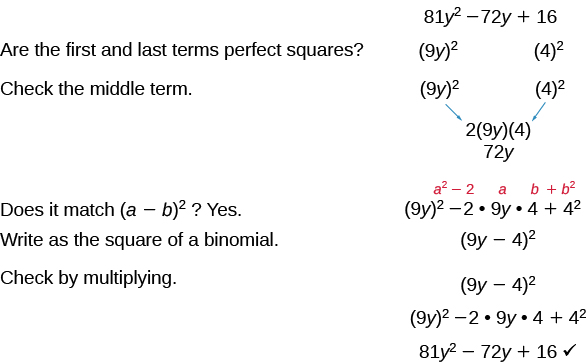 81y² − 72y + 16
Are the first and last terms perfect squares? (9y)² (4)²
Check the middle term. (9y)² (4)²
2(9y)(4)
72y
a² − 2 a b + b²
Does it match (a − b)² ? Yes. (9y)² − 2 • 9y • 4 + 4²
Write as the square of a binomial. (9y − 4)²
Check by multiplying. (9y − 4)²
(9y)² − 2 • 9y • 4 + 4²
81y² − 72y + 16 ✓